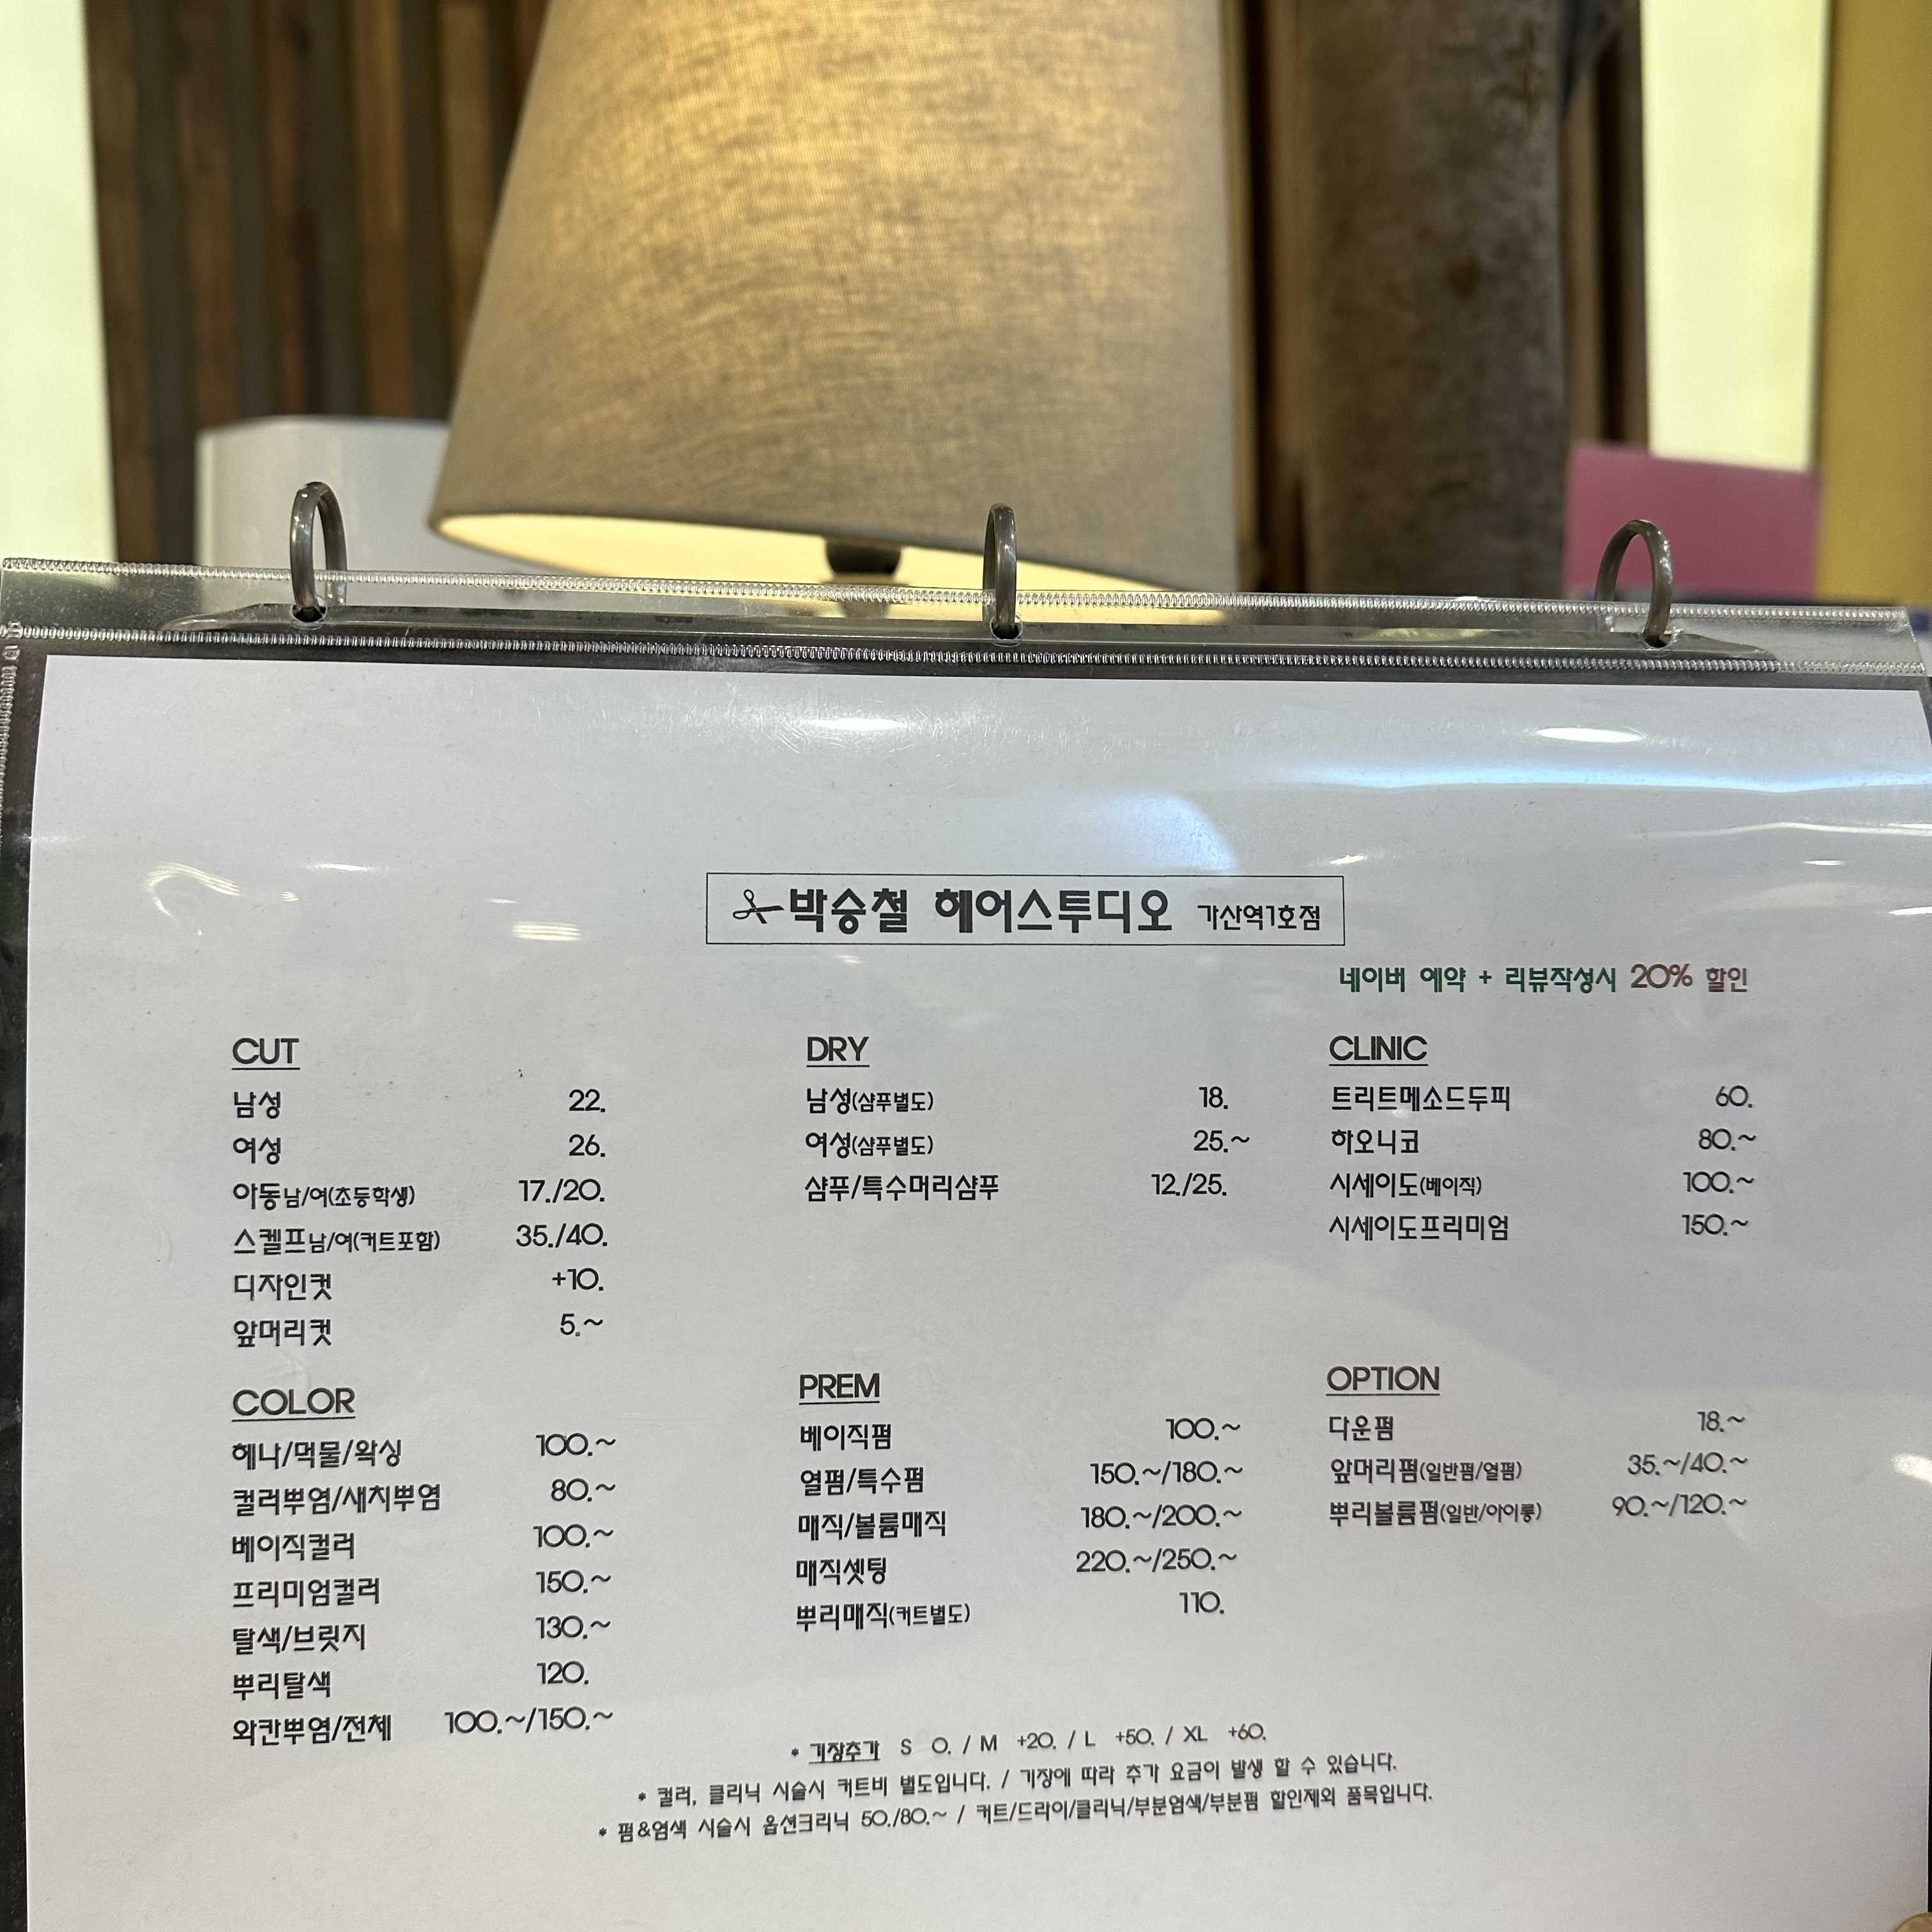 박승철 헤어스튜디오 가산역1호점
네이버 예약 + 리뷰작성시 20% 할인
CUT
남성 22.
여성 26.
아동남/여(초등학생) 17./20.
스켈프남/여(커트포함) 35./40.
디자인컷 +10.
앞머리컷 5.~
DRY
남성(샴푸별도) 18.
여성(샴푸별도) 25.~
샴푸/특수머리샴푸 12./25.
CLINIC
트리트메소드두피 60.
하오니코 80.~
시세이도(베이직) 100.~
시세이도프리미엄 150.~
COLOR
헤나/먹물/왁싱 100.~
컬러뿌염/새치뿌염 80.~
베이직컬러 100.~
프리미엄컬러 150.~
탈색/브릿지 130.~
뿌리탈색 120.
와칸뿌염/전체 100.~/150.~
PREM
베이직펌 100.~
열펌/특수펌 150.~/180.~
매직/볼륨매직 180.~/200.~
매직셋팅 220.~/250.~
뿌리매직(커트별도) 110.
OPTION
다운펌 18.~
앞머리펌(일반펌/열펌) 35.~/40.~
뿌리볼륨펌(일반/아이롱) 90.~/120.~
* 기장추가 S 0. / M +20. / L +50. / XL +60.
* 컬러, 클리닉 시술시 커트비 별도입니다. / 기장에 따라 추가 요금이 발생 할 수 있습니다.
* 펌&염색 시술시 옵션크리닉 50./80.~ / 커트/드라이/클리닉/부분염색/부분펌 할인제외 품목입니다.